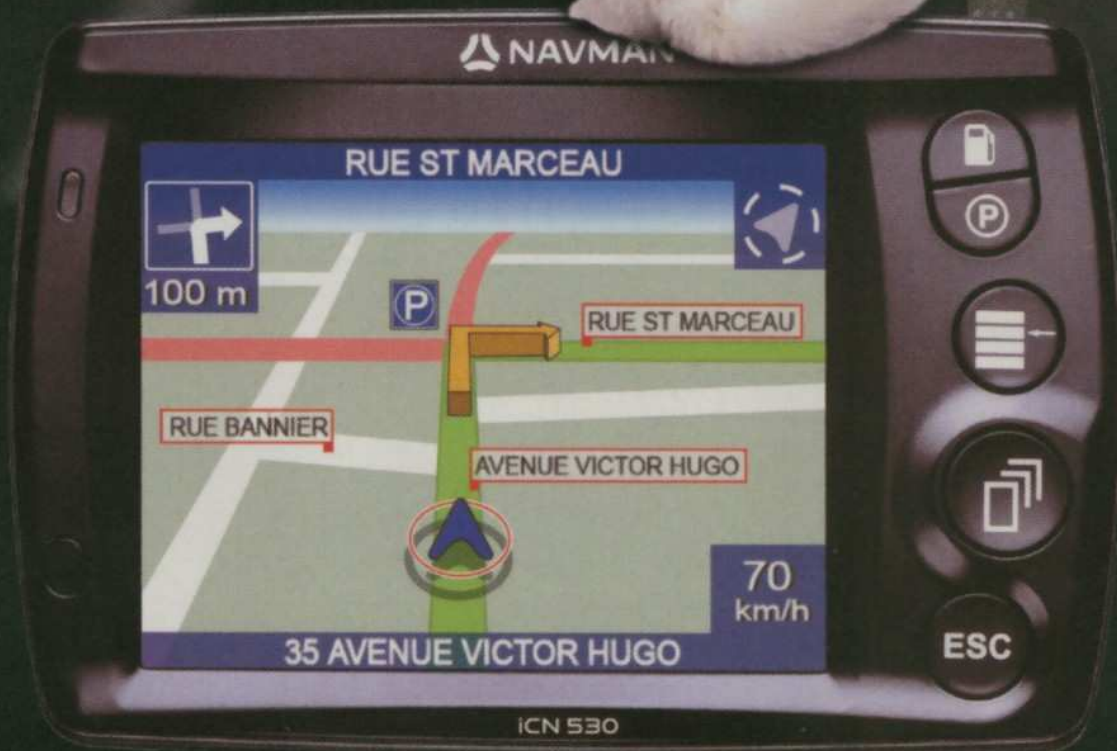 NAVMAN
RUE ST MARCEAU
100 m
P
P
RUE ST MARCEAU
RUE BANNIER
AVENUE VICTOR HUGO
70
km/h
35 AVENUE VICTOR HUGO
ESC
iCN 530